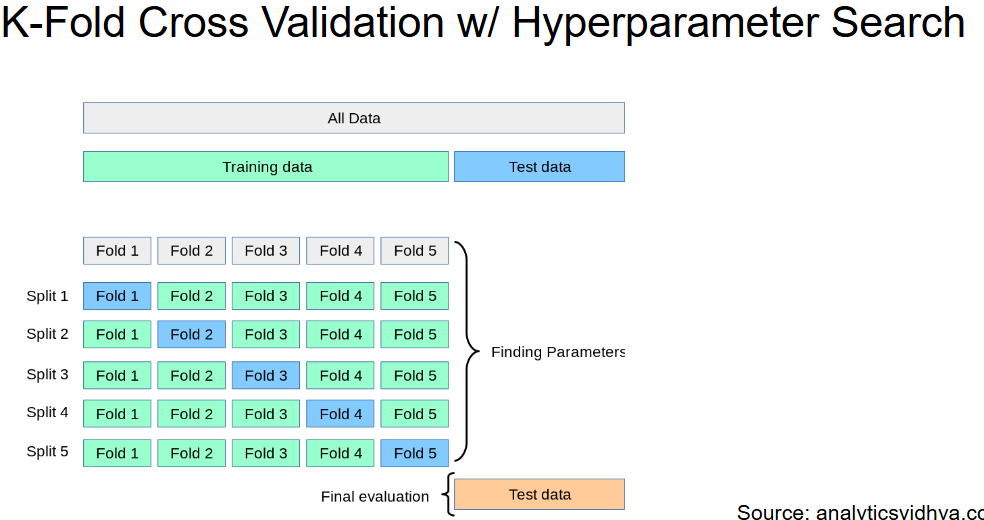 K-Fold Cross Validation w/ Hyperparameter Search
All Data
Training data Test data
Fold 1 Fold 2 Fold 3 Fold 4 Fold 5
Split 1 Fold 1 Fold 2 Fold 3 Fold 4 Fold 5
Split 2 Fold 1 Fold 2 Fold 3 Fold 4 Fold 5
Finding Parameters
Split 3 Fold 1 Fold 2 Fold 3 Fold 4 Fold 5
Split 4 Fold 1 Fold 2 Fold 3 Fold 4 Fold 5
Split 5 Fold 1 Fold 2 Fold 3 Fold 4 Fold 5
Final evaluation Test data
Source: analyticsvidhya.co